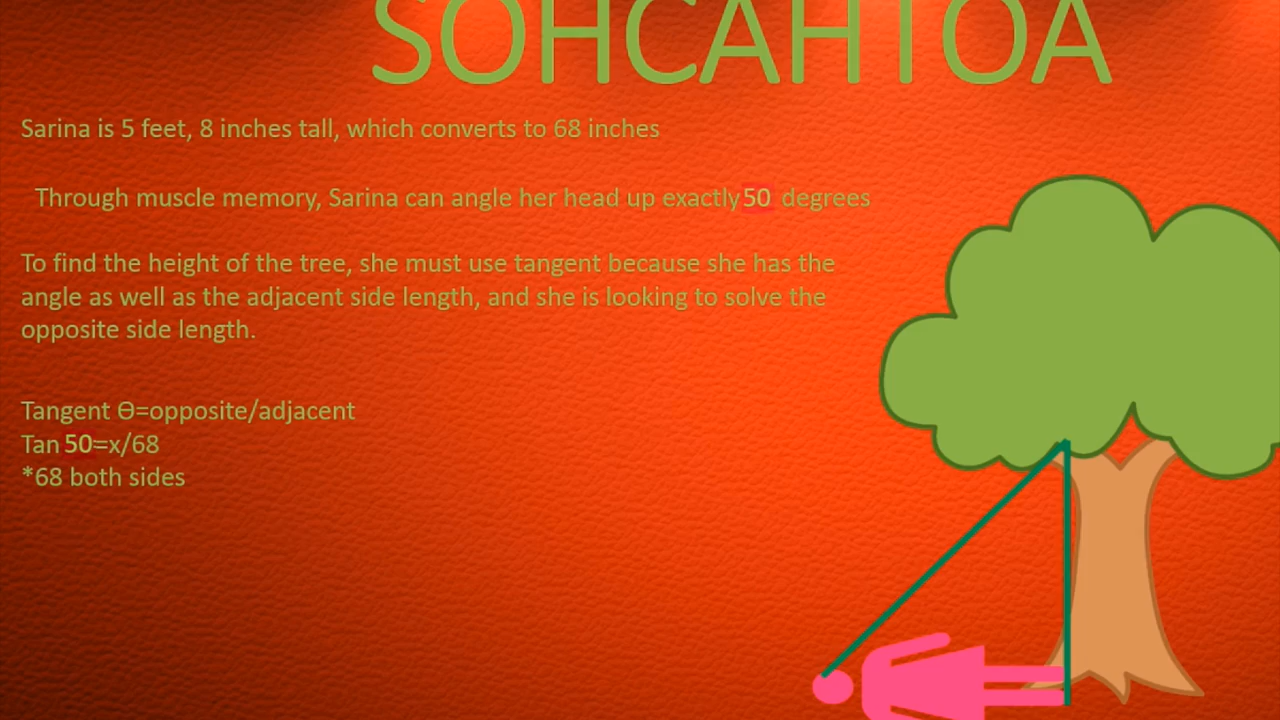 SOHCAHTOA
Sarina is 5 feet, 8 inches tall, which converts to 68 inches
Through muscle memory, Sarina can angle her head up exactly 50 degrees
To find the height of the tree, she must use tangent because she has the
angle as well as the adjacent side length, and she is looking to solve the
opposite side length.
Tangent Ɵ=opposite/adjacent
Tan 50=x/68
*68 both sides